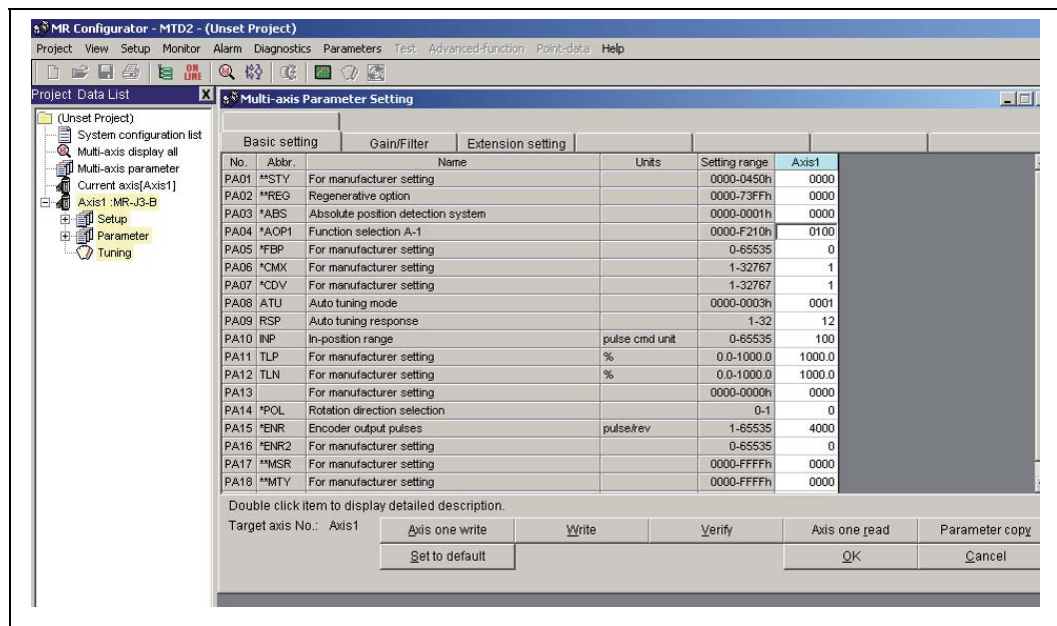 MR Configurator - MTD2 - (Unset Project)
Project View Setup Monitor Alarm Diagnostics Parameters Test Advanced-function Point-data Help
ON LINE
Project Data List X
Multi-axis Parameter Setting
(Unset Project)
System configuration list
Multi-axis display all
Multi-axis parameter
Current axis[Axis1]
Axis1 :MR-J3-B
Setup
Parameter
Tuning
Basic setting Gain/Filter Extension setting
No. Abbr. Name Units Setting range Axis1
PA01 **STY For manufacturer setting 0000-0450h 0000
PA02 **REG Regenerative option 0000-73FFh 0000
PA03 *ABS Absolute position detection system 0000-0001h 0000
PA04 *AOP1 Function selection A-1 0000-F210h 0100
PA05 *FBP For manufacturer setting 0-65535 0
PA06 *CMX For manufacturer setting 1-32767 1
PA07 *CDV For manufacturer setting 1-32767 1
PA08 ATU Auto tuning mode 0000-0003h 0001
PA09 RSP Auto tuning response 1-32 12
PA10 INP In-position range pulse cmd unit 0-65535 100
PA11 TLP For manufacturer setting % 0.0-1000.0 1000.0
PA12 TLN For manufacturer setting % 0.0-1000.0 1000.0
PA13 For manufacturer setting 0000-0000h 0000
PA14 *POL Rotation direction selection 0-1 0
PA15 *ENR Encoder output pulses pulse/rev 1-65535 4000
PA16 *ENR2 For manufacturer setting 0-65535 0
PA17 **MSR For manufacturer setting 0000-FFFFh 0000
PA18 **MTY For manufacturer setting 0000-FFFFh 0000
Double click item to display detailed description.
Target axis No.: Axis1 Axis one write Write Verify Axis one read Parameter copy
Set to default OK Cancel